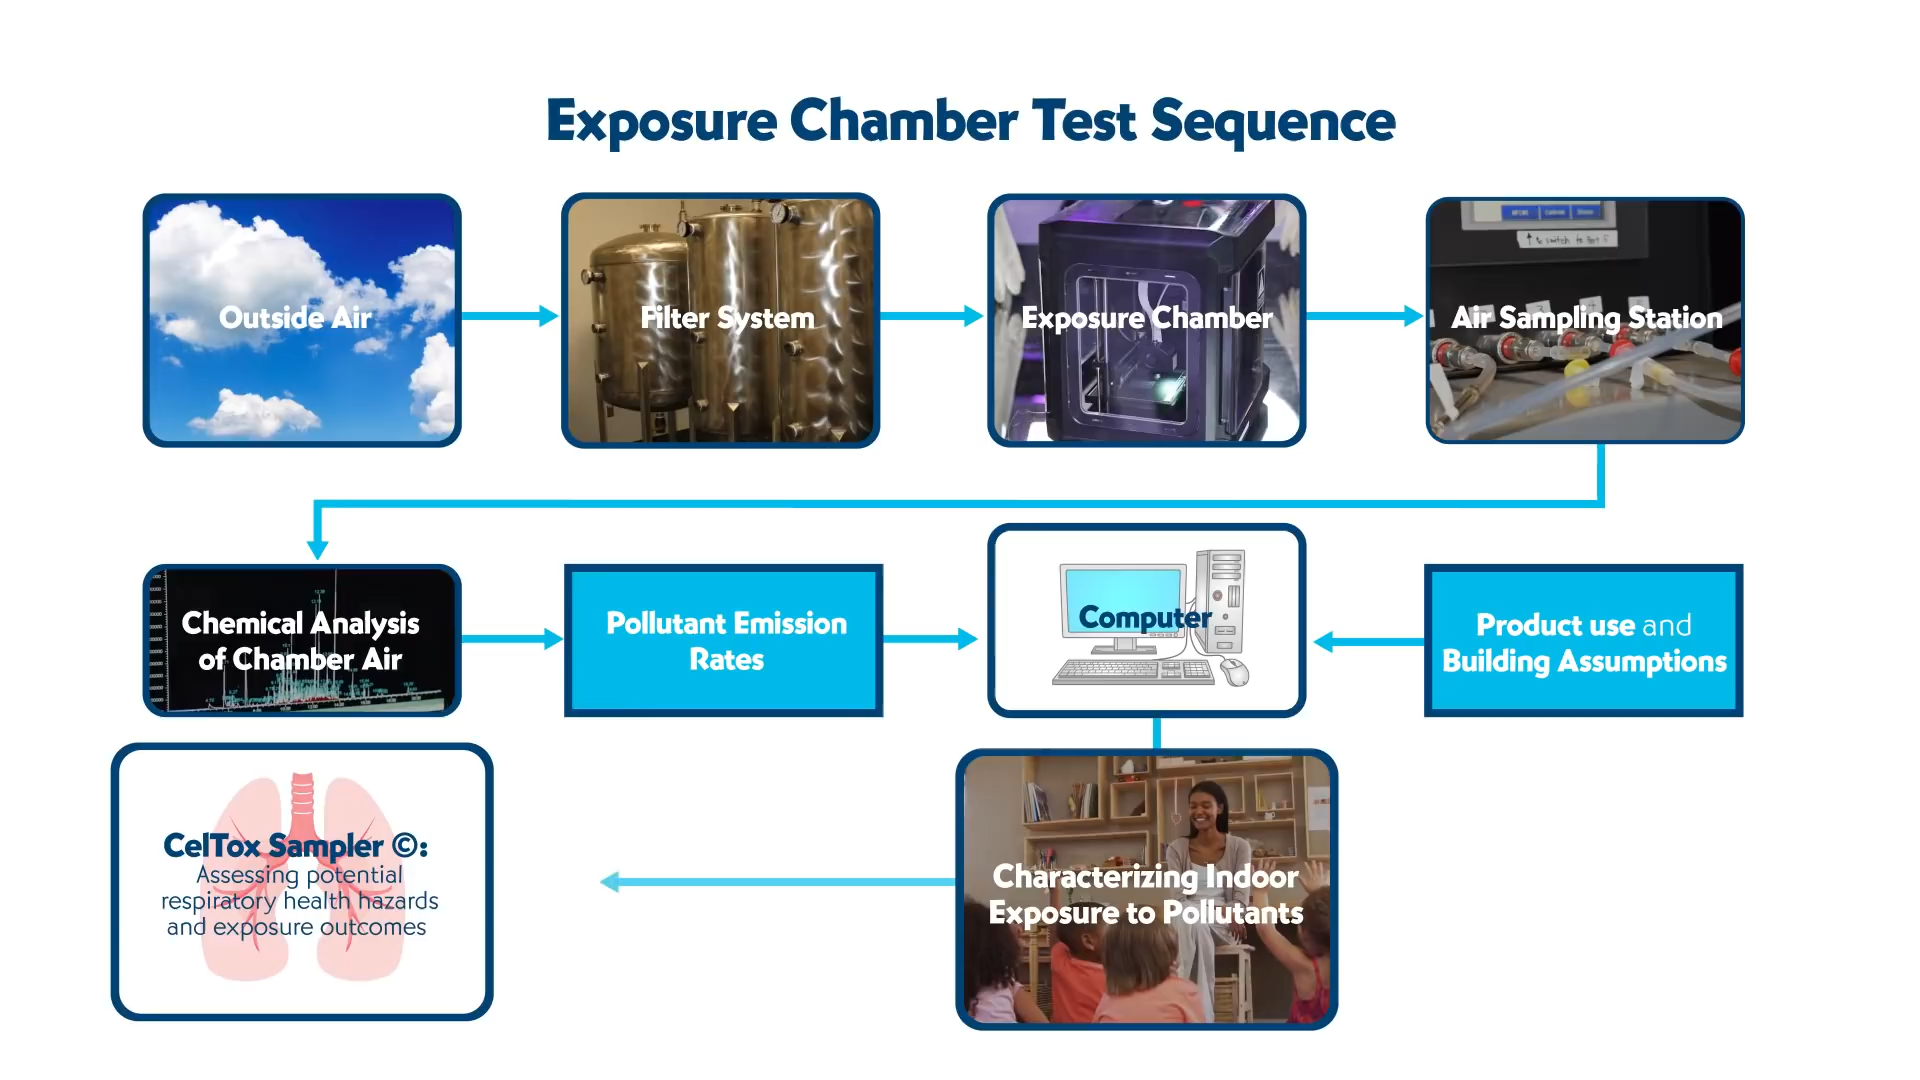 Exposure Chamber Test Sequence
Outside Air
Filter System
Exposure Chamber
Air Sampling Station
Chemical Analysis
of Chamber Air
Pollutant Emission
Rates
Computer
Product use and
Building Assumptions
CelTox Sampler ©:
Assessing potential
respiratory health hazards
and exposure outcomes
Characterizing Indoor
Exposure to Pollutants